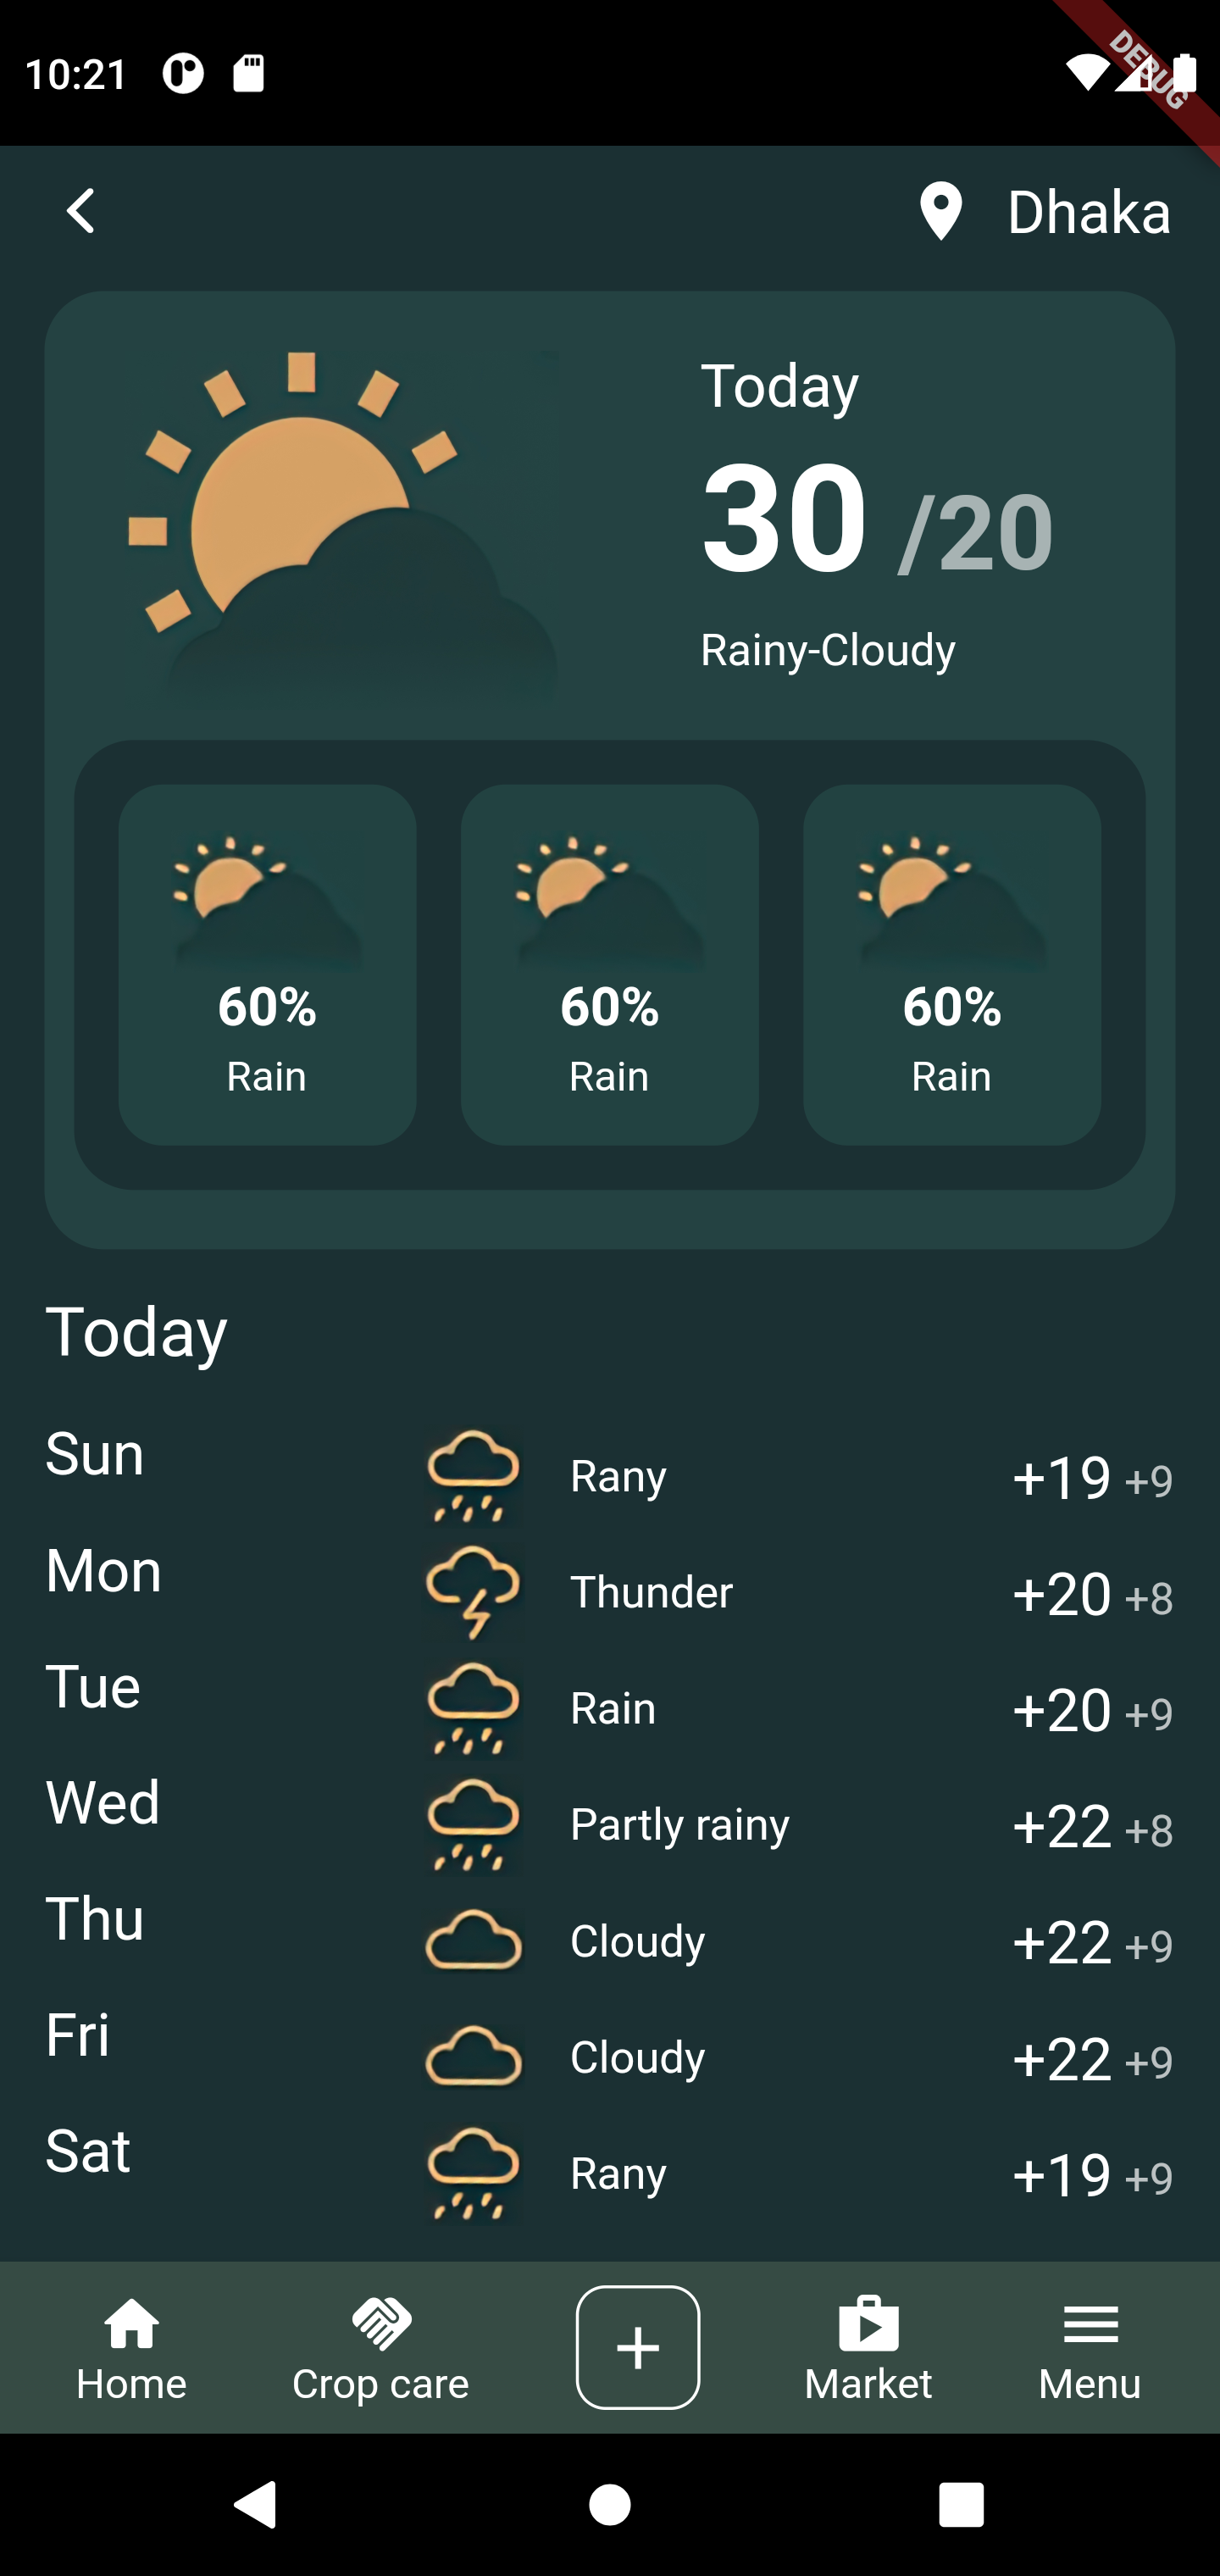 10:21
DEBUG
Dhaka
Today
30 /20
Rainy-Cloudy
60% 60% 60%
Rain Rain Rain
Today
Sun Rany +19 +9
Mon Thunder +20 +8
Tue Rain +20 +9
Wed Partly rainy +22 +8
Thu Cloudy +22 +9
Fri Cloudy +22 +9
Sat Rany +19 +9
Home Crop care + Market Menu